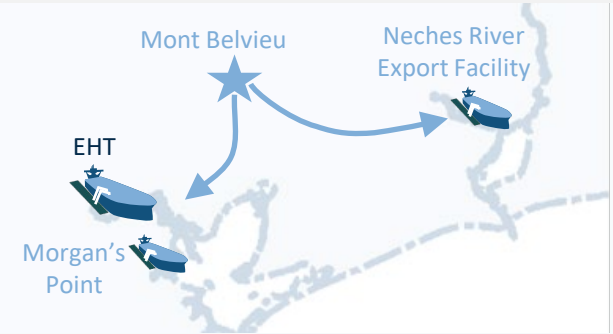 Mont Belvieu
Neches River
Export Facility
EHT
Morgan's
Point